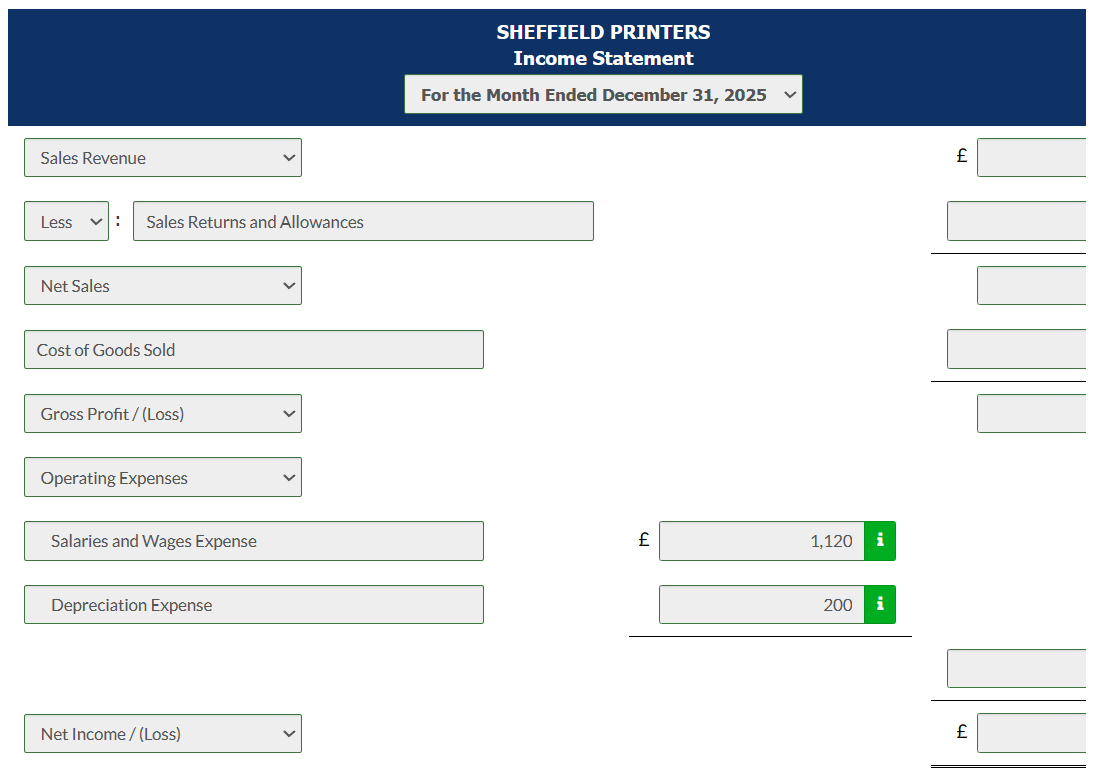 SHEFFIELD PRINTERS
Income Statement
For the Month Ended December 31, 2025
Sales Revenue £
Less : Sales Returns and Allowances
Net Sales
Cost of Goods Sold
Gross Profit / (Loss)
Operating Expenses
Salaries and Wages Expense £ 1,120 i
Depreciation Expense 200 i
Net Income / (Loss) £